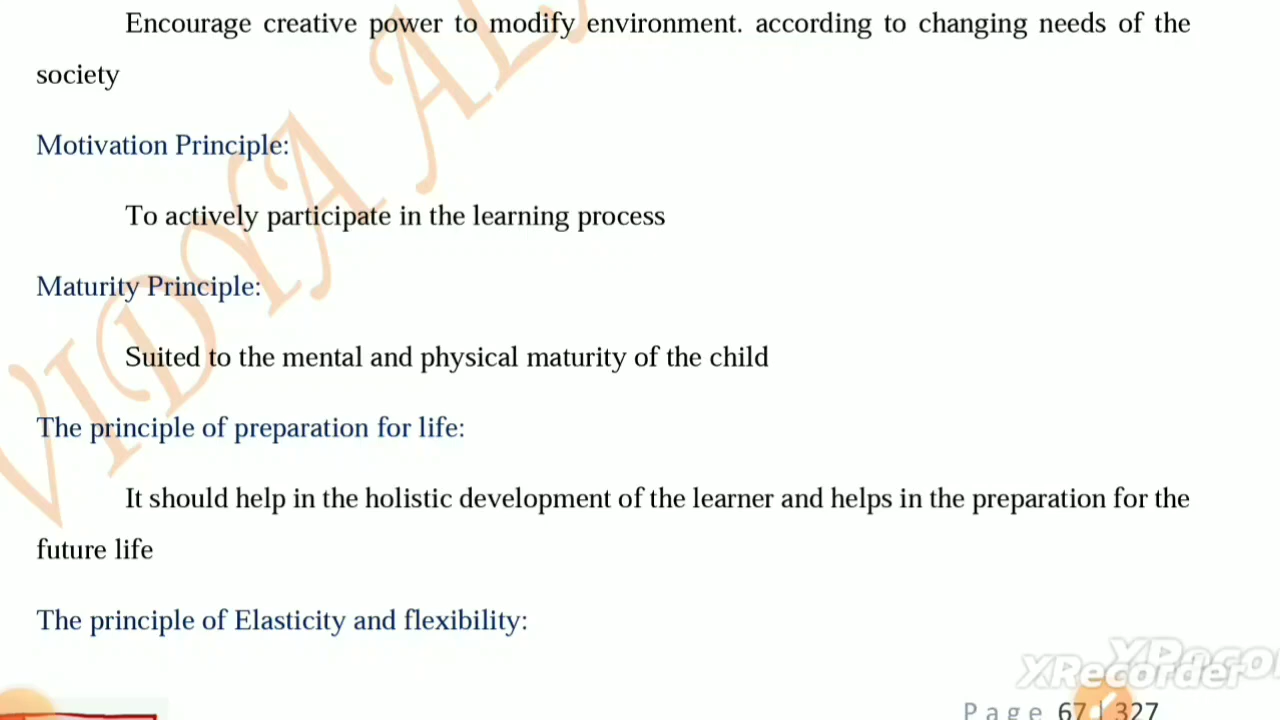 Encourage creative power to modify environment. according to changing needs of the
society
Motivation Principle:
To actively participate in the learning process
Maturity Principle:
Suited to the mental and physical maturity of the child
The principle of preparation for life:
It should help in the holistic development of the learner and helps in the preparation for the
future life
The principle of Elasticity and flexibility:
VIDYA AL
XRecorder
Page 67 | 327